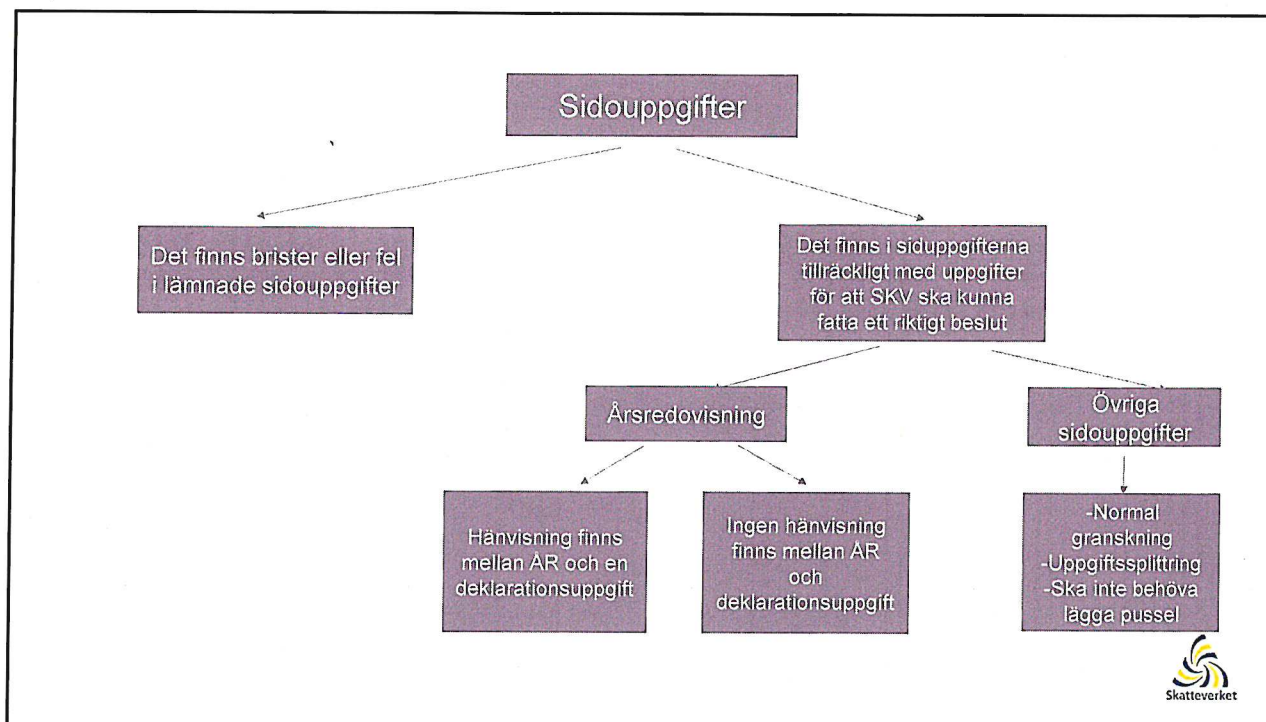 Sidouppgifter
Det finns brister eller fel
i lämnade sidouppgifter
Det finns i siduppgifterna
tillräckligt med uppgifter
för att SKV ska kunna
fatta ett riktigt beslut
Årsredovisning
Övriga
sidouppgifter
Hänvisning finns
mellan ÅR och en
deklarationsuppgift
Ingen hänvisning
finns mellan ÅR
och
deklarationsuppgift
-Normal
granskning
-Uppgiftssplittring
-Ska inte behöva
lägga pussel
Skatteverket